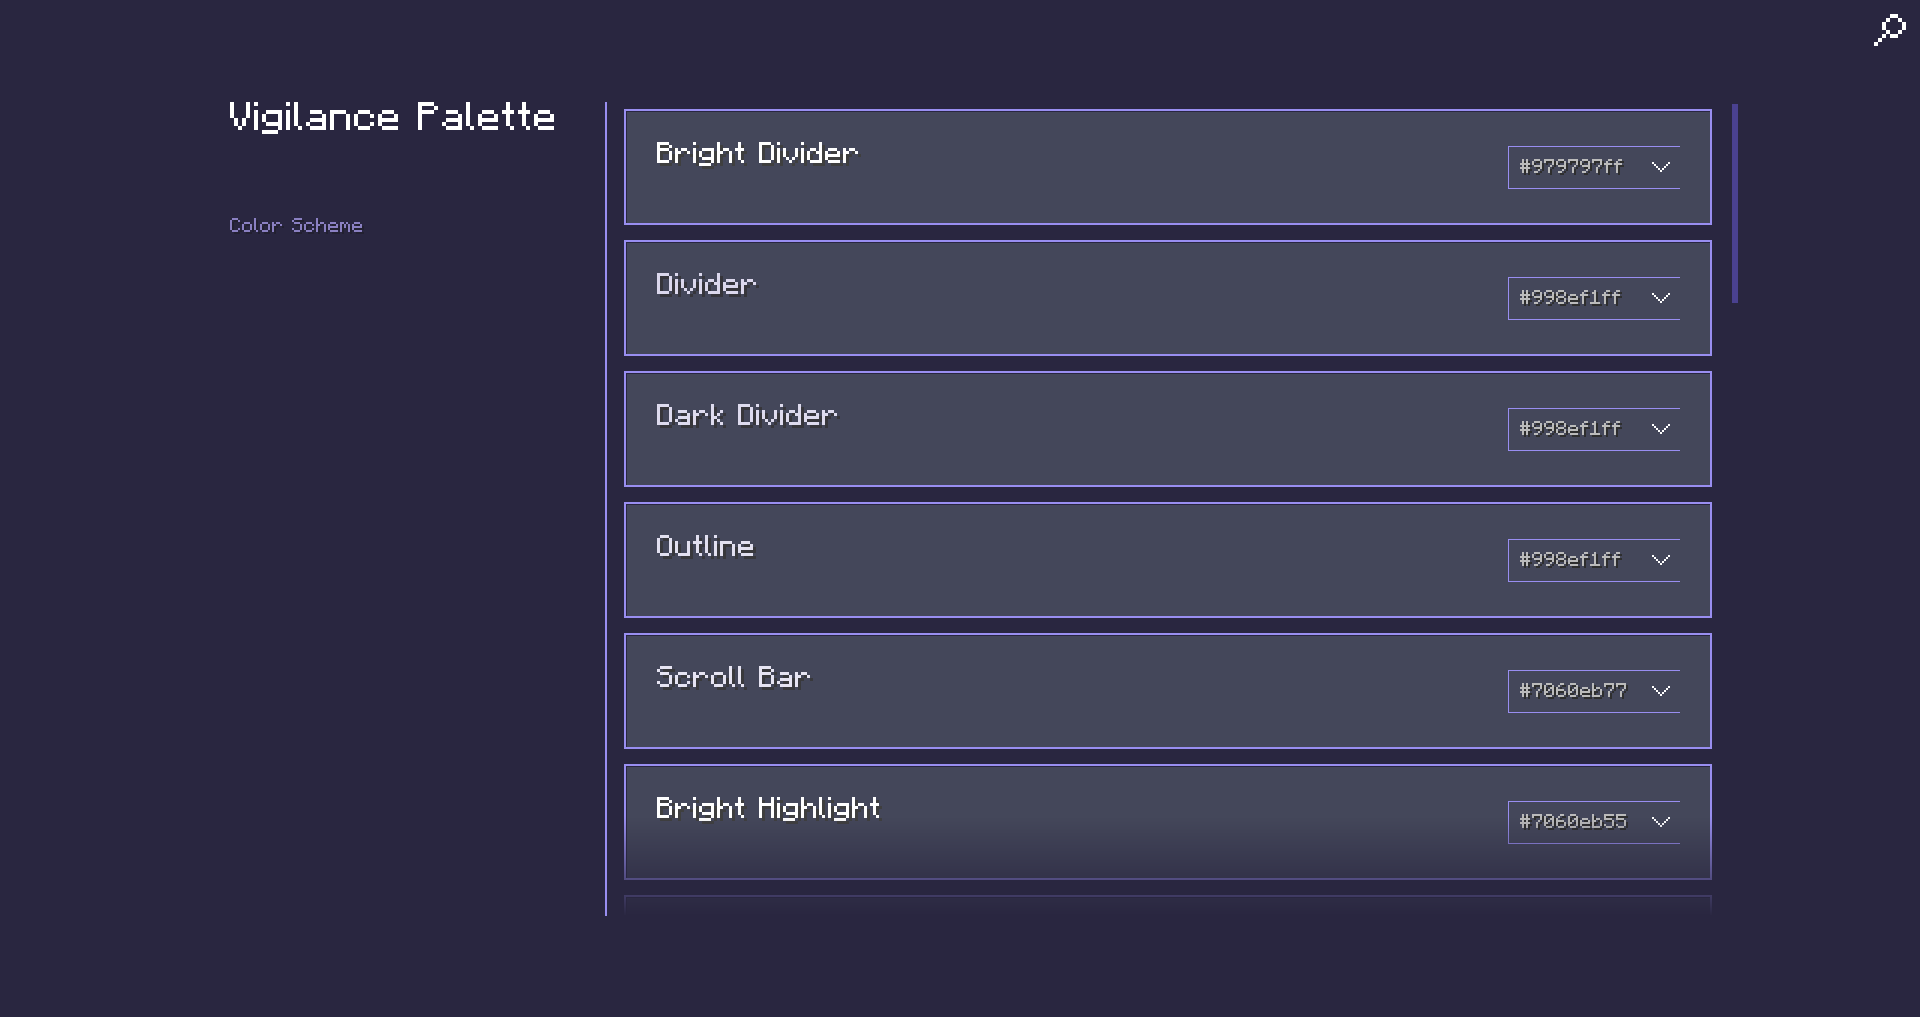 Vigilance Palette
Color Scheme
Bright Divider
#979797ff
Divider
#998ef1ff
Dark Divider
#998ef1ff
Outline
#998ef1ff
Scroll Bar
#7060eb77
Bright Highlight
#7060eb55